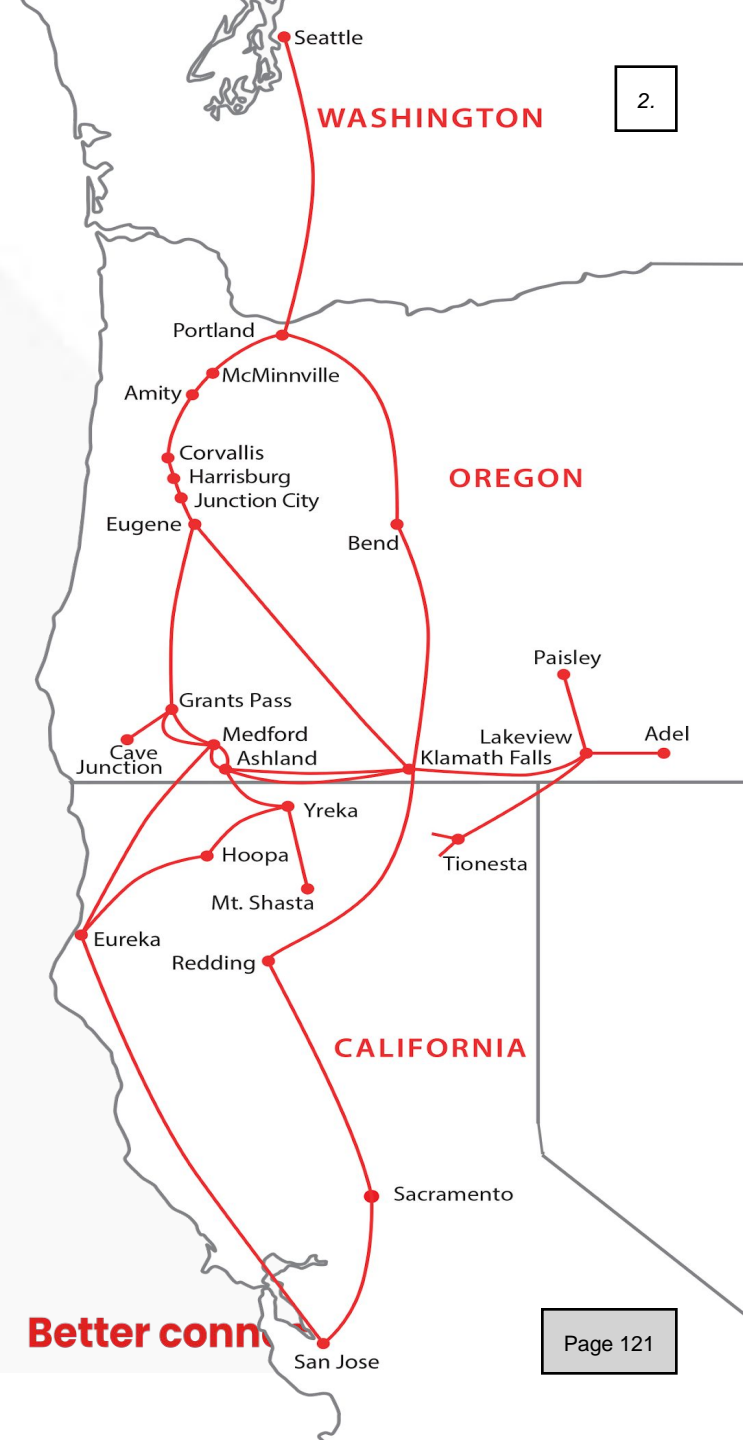 Seattle
WASHINGTON
2.
Portland
McMinnville
Amity
Corvallis
Harrisburg
OREGON
Junction City
Eugene
Bend
Paisley
Grants Pass
Medford
Lakeview
Adel
Cave
Junction
Ashland
Klamath Falls
Yreka
Hoopa
Tionesta
Mt. Shasta
Eureka
Redding
CALIFORNIA
Sacramento
Better conn
Page 121
San Jose